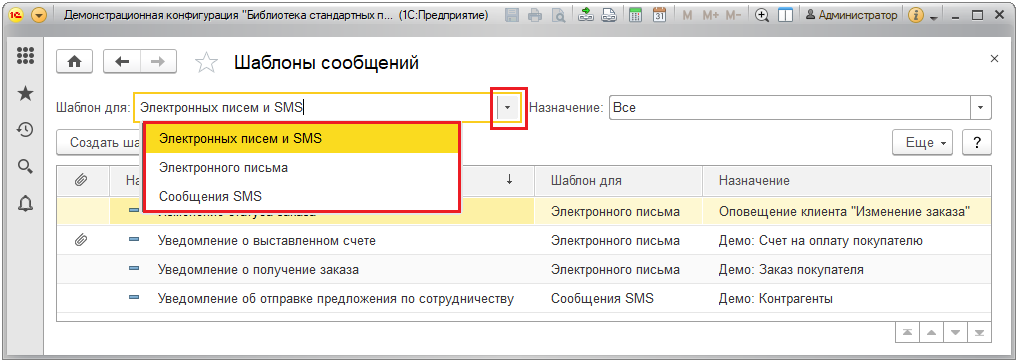 Демонстрационная конфигурация "Библиотека стандартных п... (1С:Предприятие)
M M+ M-
Администратор
Шаблоны сообщений
Шаблон для: Электронных писем и SMS
Назначение: Все
Электронных писем и SMS
Электронного письма
Сообщения SMS
Создать ша
Еще
?
На
Шаблон для
Назначение
Изменение статуса заказа
Электронного письма
Оповещение клиента "Изменение заказа"
Уведомление о выставленном счете
Электронного письма
Демо: Счет на оплату покупателю
Уведомление о получение заказа
Электронного письма
Демо: Заказ покупателя
Уведомление об отправке предложения по сотрудничеству
Сообщения SMS
Демо: Контрагенты